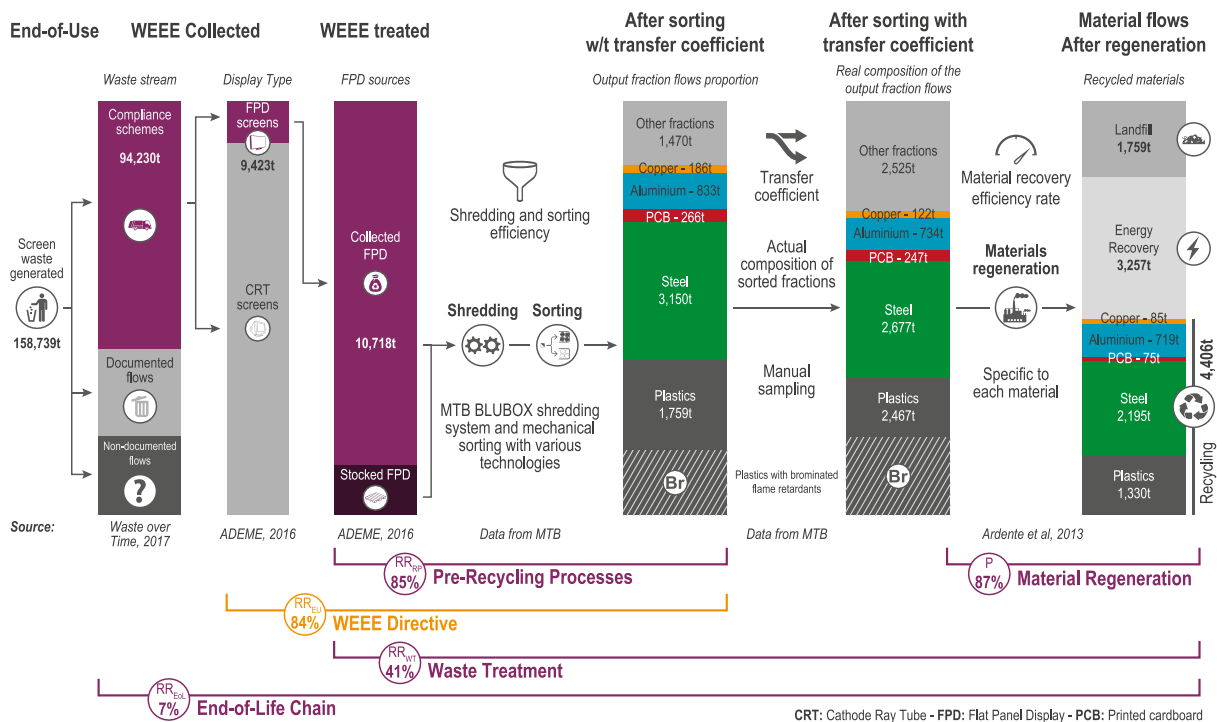 End-of-Use
WEEE Collected
WEEE treated
After sorting
w/t transfer coefficient
After sorting with
transfer coefficient
Material flows
After regeneration
Waste stream
Display Type
FPD sources
Output fraction flows proportion
Real composition of the
output fraction flows
Recycled materials
Screen
waste
generated
158,739t
Compliance
schemes
94,230t
Documented
flows
Non-documented
flows
?
FPD
screens
9,423t
CRT
screens
Collected
FPD
10,718t
Stocked FPD
Shredding and sorting
efficiency
Shredding
Sorting
MTB BLUBOX shredding
system and mechanical
sorting with various
technologies
Other fractions
1,470t
Copper - 186t
Aluminium - 833t
PCB - 266t
Steel
3,150t
Plastics
1,759t
Br
Transfer
coefficient
Actual
composition of
sorted fractions
Manual
sampling
Plastics with brominated
flame retardants
Other fractions
2,525t
Copper - 122t
Aluminium - 734t
PCB - 247t
Steel
2,677t
Plastics
2,467t
Br
Material recovery
efficiency rate
Materials
regeneration
Specific to
each material
Landfill
1,759t
Energy
Recovery
3,257t
Copper - 85t
Aluminium - 719t
PCB - 75t
Steel
2,195t
Plastics
1,330t
4,406t
Recycling
Source:
Waste over
Time, 2017
ADEME, 2016
ADEME, 2016
Data from MTB
Data from MTB
Ardente et al, 2013
RRRP
85%
Pre-Recycling Processes
P
87%
Material Regeneration
RREU
84%
WEEE Directive
RRWT
41%
Waste Treatment
RREoL
7%
End-of-Life Chain
CRT: Cathode Ray Tube - FPD: Flat Panel Display - PCB: Printed cardboard